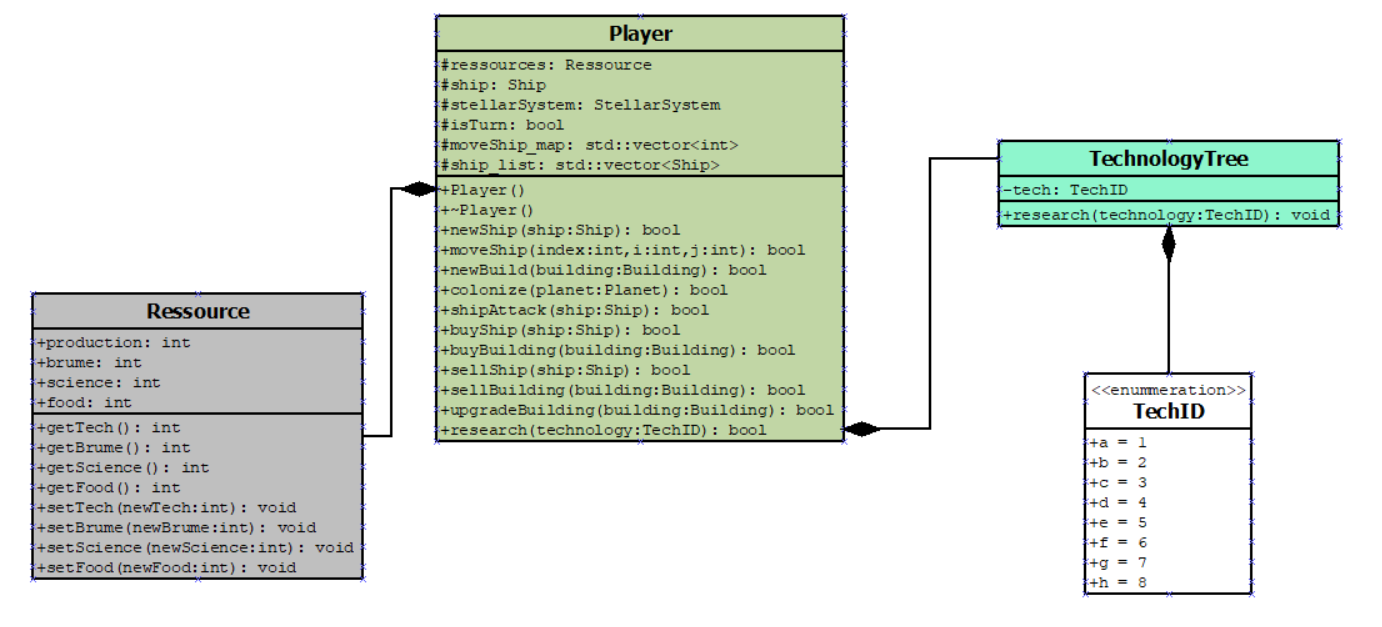 Player
#ressources: Ressource
#ship: Ship
#stellarSystem: StellarSystem
#isTurn: bool
#moveShip_map: std::vector<int>
#ship_list: std::vector<Ship>
+Player()
+~Player()
+newShip(ship:Ship): bool
+moveShip(index:int,i:int,j:int): bool
+newBuild(building:Building): bool
+colonize(planet:Planet): bool
+shipAttack(ship:Ship): bool
+buyShip(ship:Ship): bool
+buyBuilding(building:Building): bool
+sellShip(ship:Ship): bool
+sellBuilding(building:Building): bool
+upgradeBuilding(building:Building): bool
+research(technology:TechID): bool
TechnologyTree
-tech: TechID
+research(technology:TechID): void
Ressource
+production: int
+brume: int
+science: int
+food: int
+getTech(): int
+getBrume(): int
+getScience(): int
+getFood(): int
+setTech(newTech:int): void
+setBrume(newBrume:int): void
+setScience(newScience:int): void
+setFood(newFood:int): void
<<enummeration>>
TechID
+a = 1
+b = 2
+c = 3
+d = 4
+e = 5
+f = 6
+g = 7
+h = 8